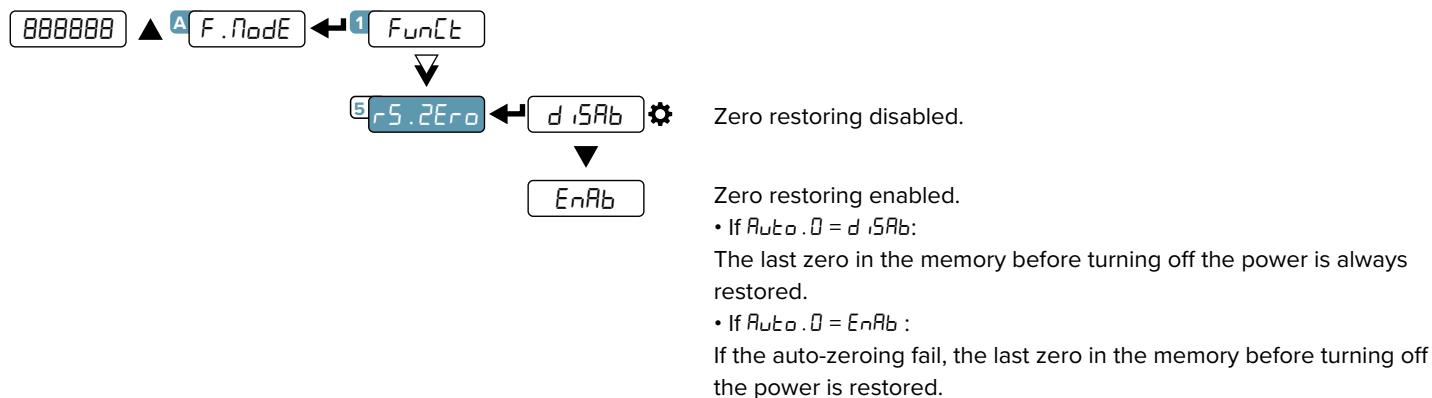 888888 A F.ModE 1 FunCt
5 rS.ZEro diSAb Zero restoring disabled.
EnAb Zero restoring enabled.
• If Auto.0 = diSAb:
The last zero in the memory before turning off the power is always
restored.
• If Auto.0 = EnAb :
If the auto-zeroing fail, the last zero in the memory before turning off
the power is restored.